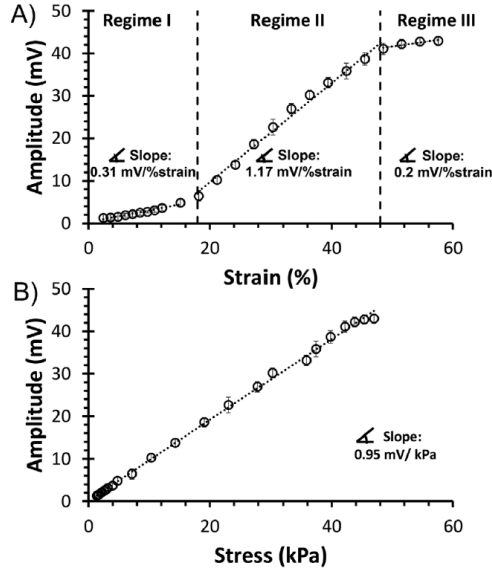 A)
Regime I
Regime II
Regime III
50
40
30
20
10
0
Amplitude (mV)
Slope:
0.31 mV/%strain
Slope:
1.17 mV/%strain
Slope:
0.2 mV/%strain
0
20
40
60
Strain (%)
B)
50
40
30
20
10
0
Amplitude (mV)
Slope:
0.95 mV/ kPa
0
20
40
60
Stress (kPa)